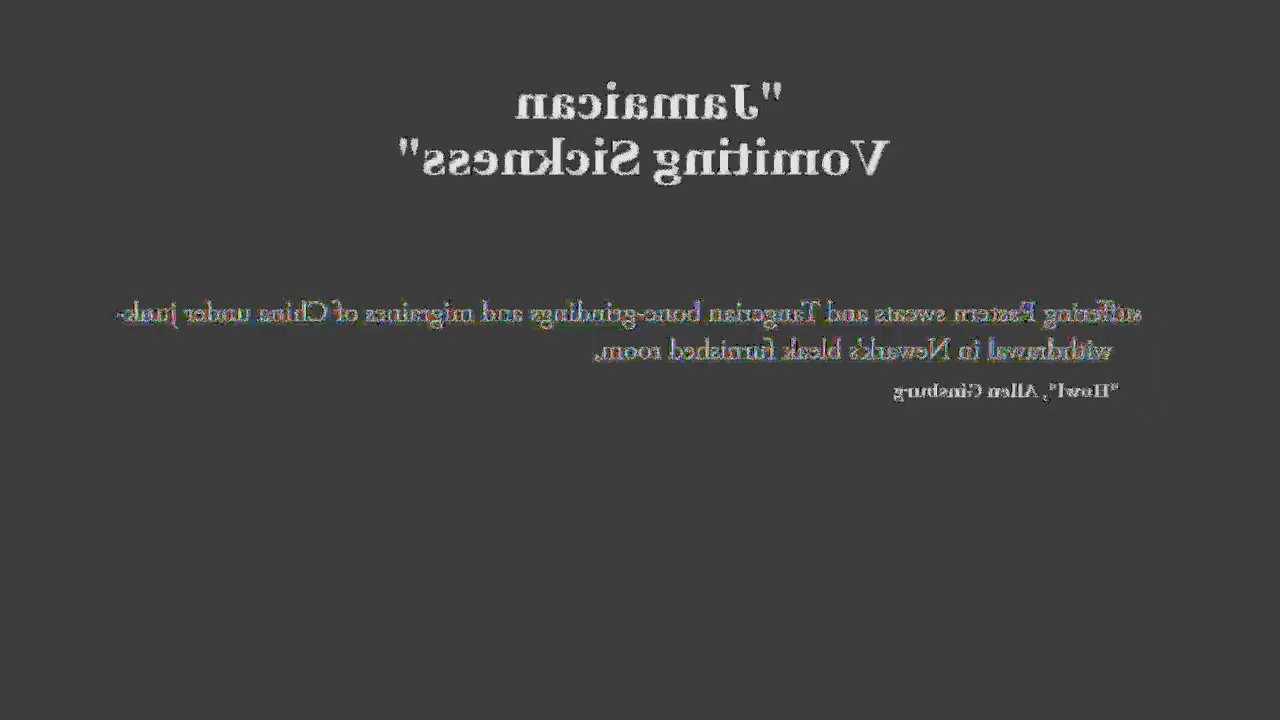 "Jamaican
Vomiting Sickness"
suffering Eastern sweats and Tangerian bone-grindings and migraines of China under junk-
withdrawal in Newark's bleak furnished room,
"Howl", Allen Ginsburg